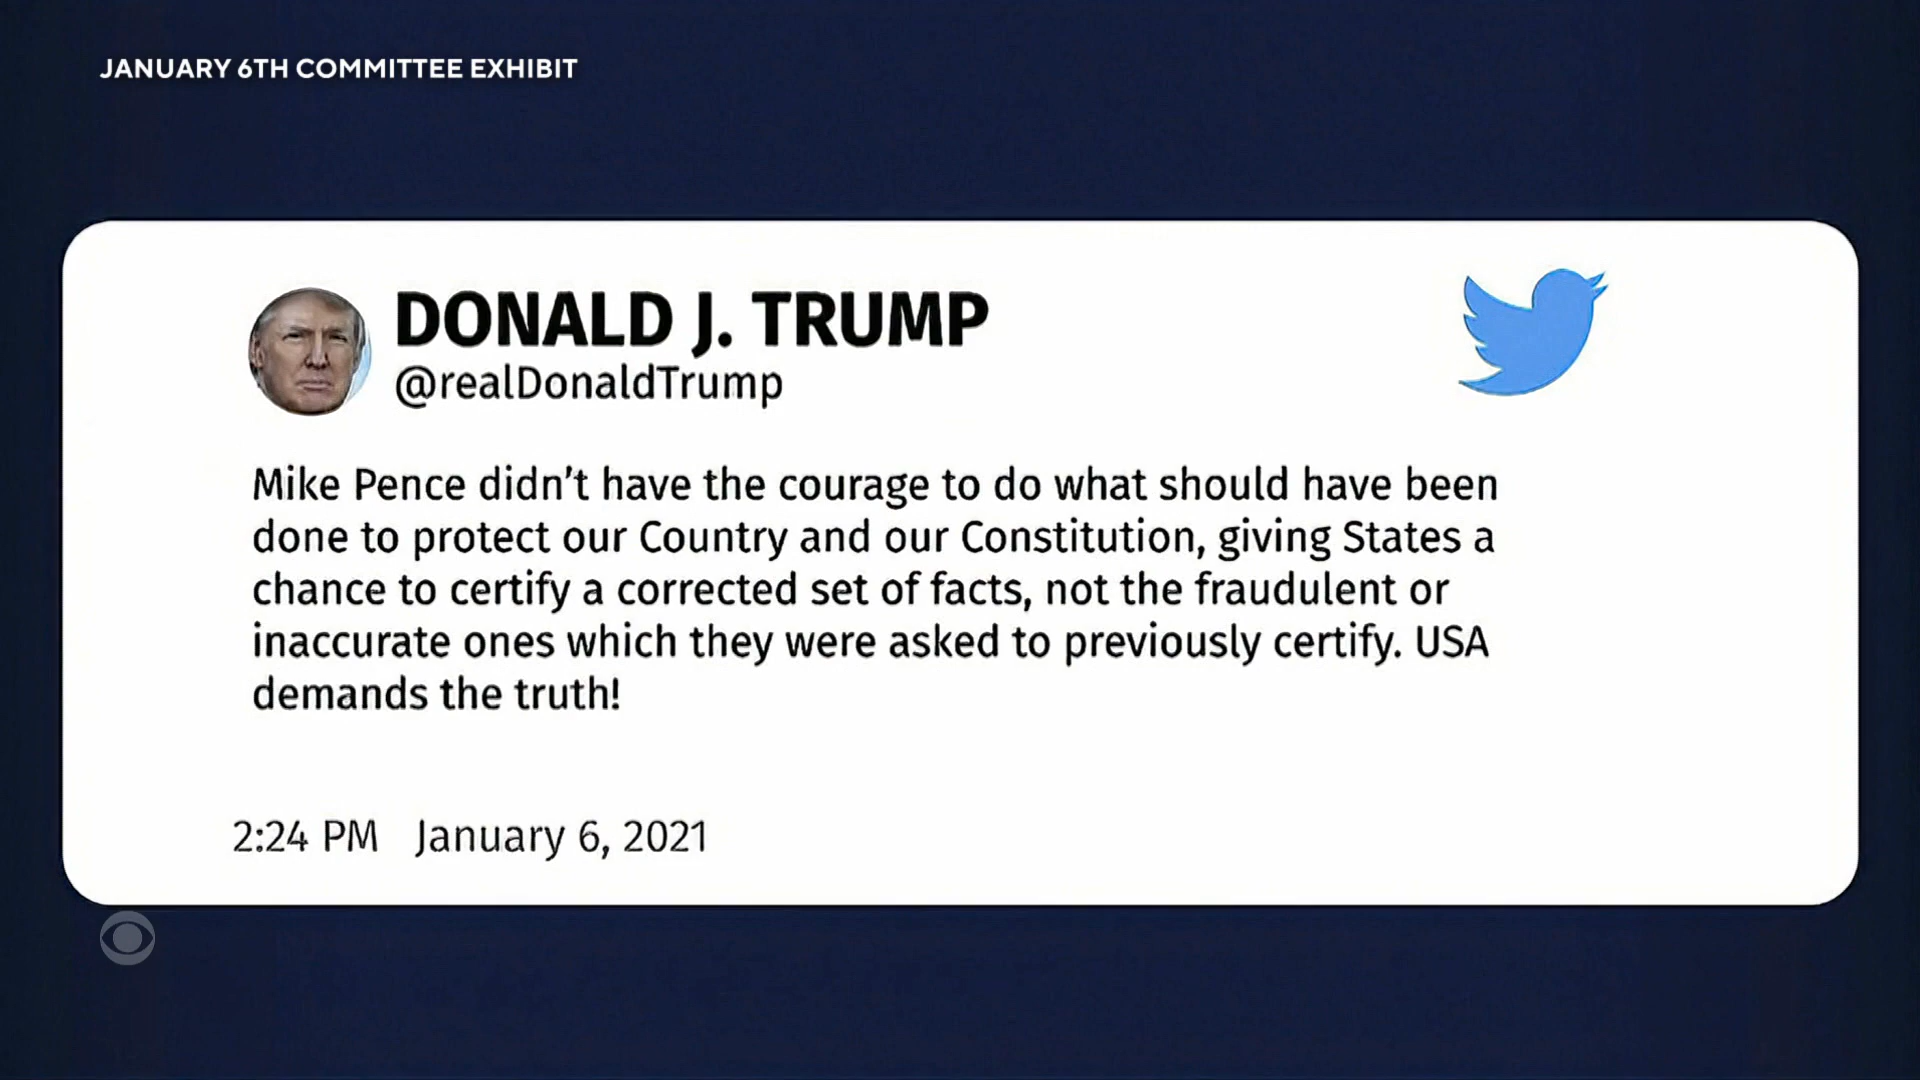 JANUARY 6TH COMMITTEE EXHIBIT
DONALD J. TRUMP
@realDonaldTrump
Mike Pence didn’t have the courage to do what should have been
done to protect our Country and our Constitution, giving States a
chance to certify a corrected set of facts, not the fraudulent or
inaccurate ones which they were asked to previously certify. USA
demands the truth!
2:24 PM January 6, 2021